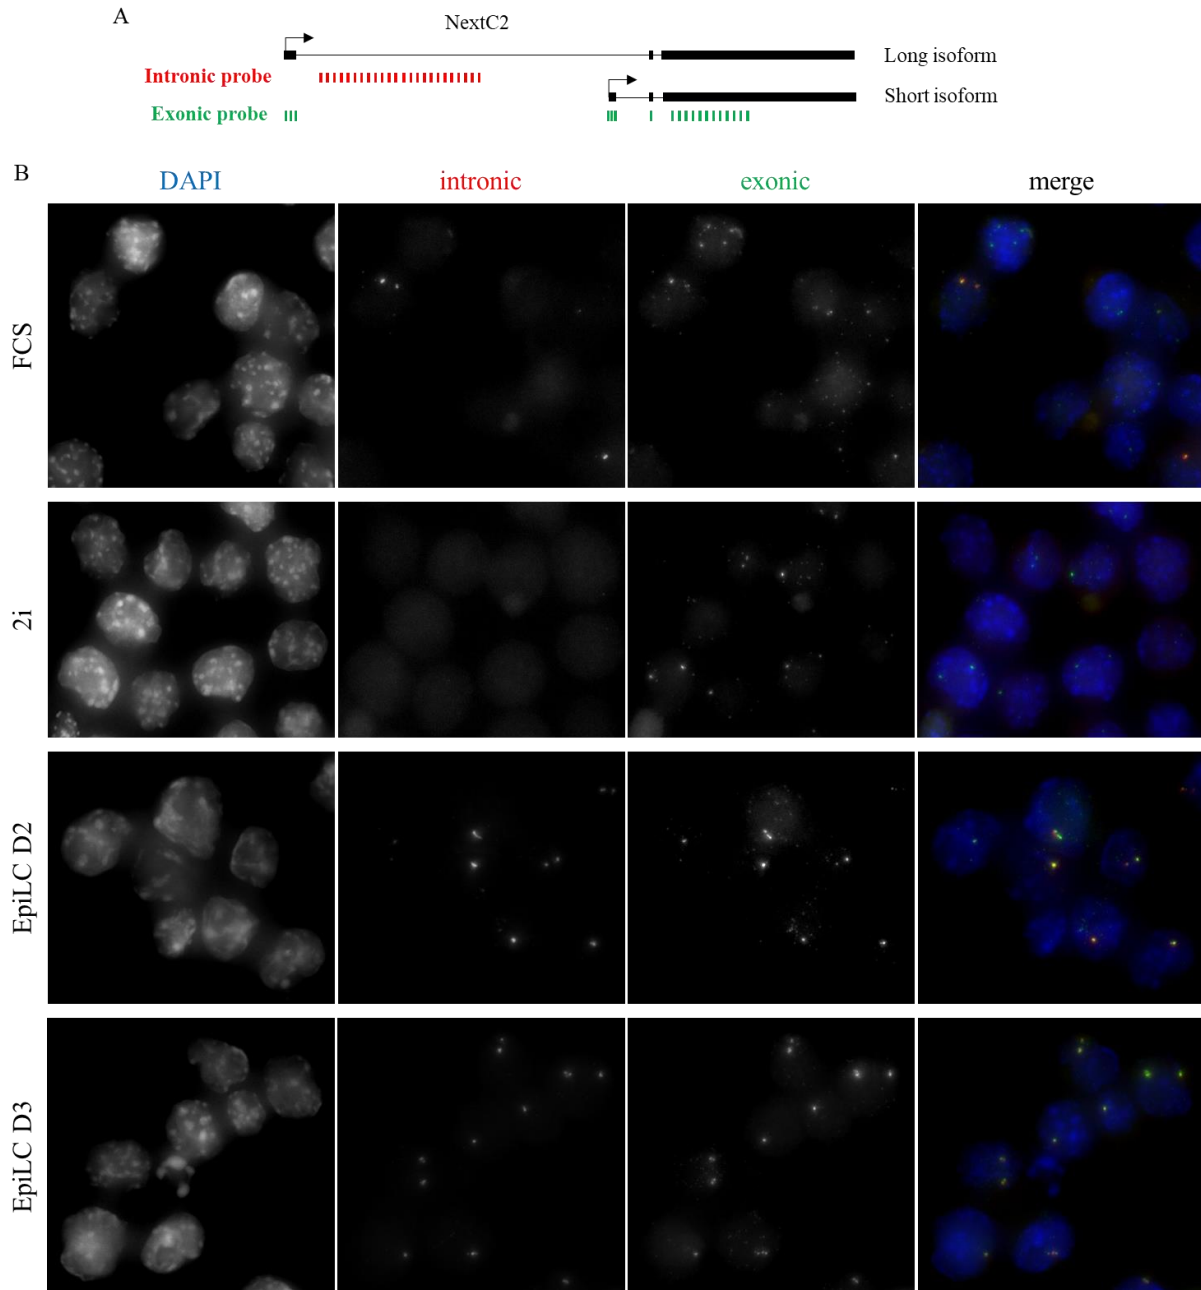 A
NextC2
Long isoform
Intronic probe
Short isoform
Exonic probe
B
DAPI intronic exonic merge
FCS
2i
EpiLC D2
EpiLC D3